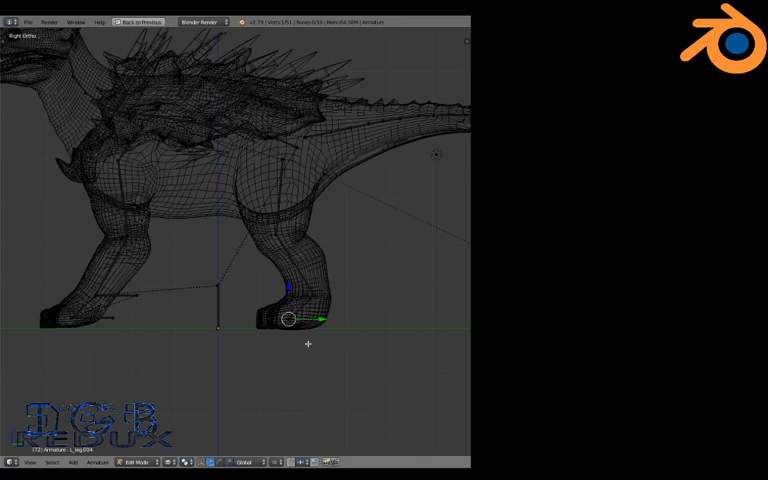 File Render Window Help Back to Previous Blender Render v2.79 | Verts:1/51 | Bones:0/39 | Mem:84.38M | Armature
Right Ortho
JTGB
REDUX
(72) Armature : L_leg.004
View Select Add Armature Edit Mode Global